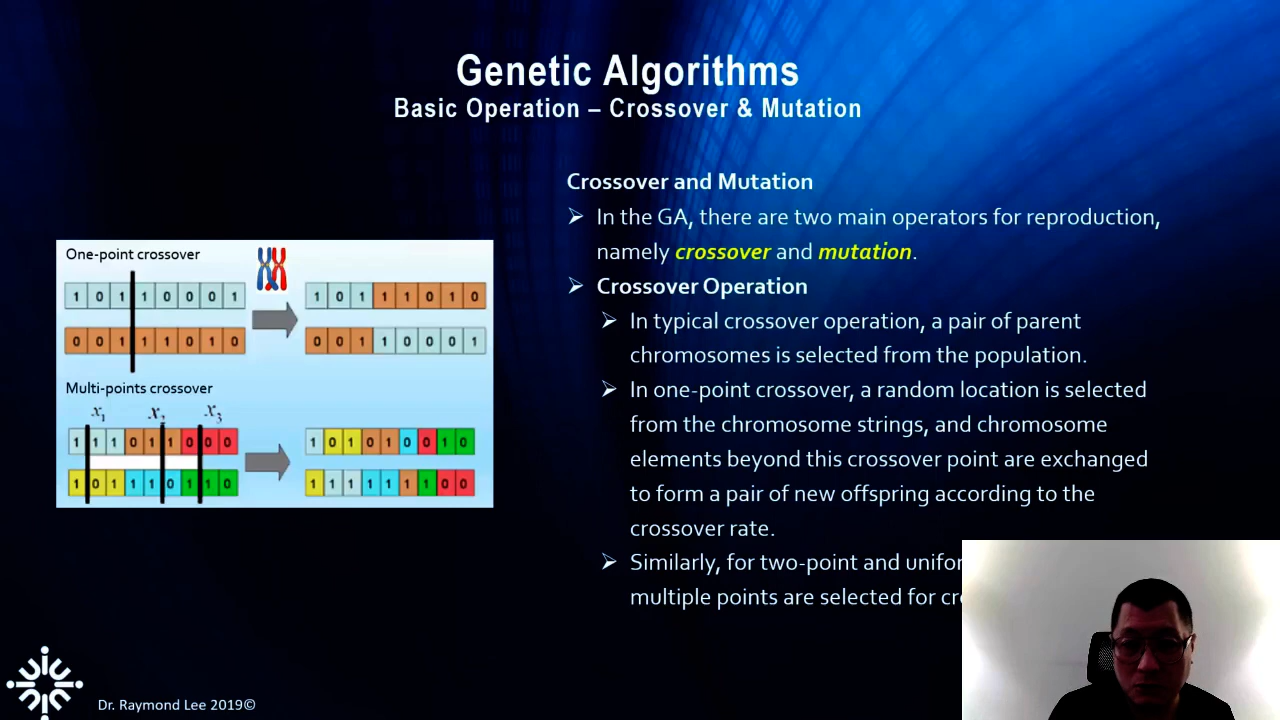 Genetic Algorithms
Basic Operation – Crossover & Mutation
Crossover and Mutation
In the GA, there are two main operators for reproduction,
namely crossover and mutation.
Crossover Operation
In typical crossover operation, a pair of parent
chromosomes is selected from the population.
In one-point crossover, a random location is selected
from the chromosome strings, and chromosome
elements beyond this crossover point are exchanged
to form a pair of new offspring according to the
crossover rate.
Similarly, for two-point and
multiple points are selected for
One-point crossover
1 0 1 1 0 0 0 1
1 0 1 1 1 0 1 0
0 0 1 1 1 0 1 0
0 0 1 1 0 0 0 1
Multi-points crossover
x1 x2 x3
1 1 1 0 1 1 0 0 0
1 0 1 0 1 0 0 1 0
1 0 1 1 1 0 1 1 0
1 1 1 1 1 1 1 0 0
Dr. Raymond Lee 2019©